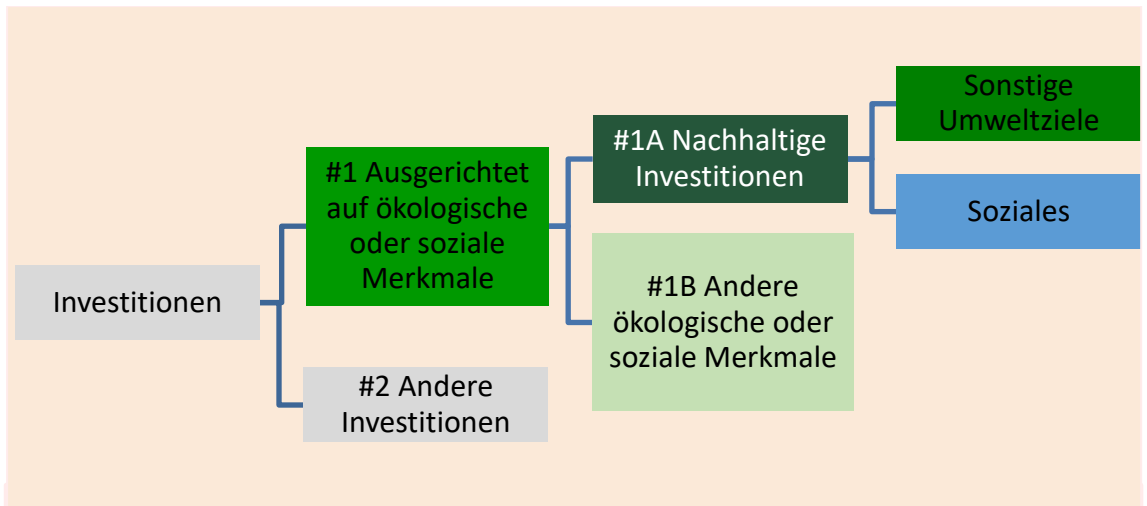 Investitionen
#1 Ausgerichtet
auf ökologische
oder soziale
Merkmale
#2 Andere
Investitionen
#1A Nachhaltige
Investitionen
#1B Andere
ökologische oder
soziale Merkmale
Sonstige
Umweltziele
Soziales